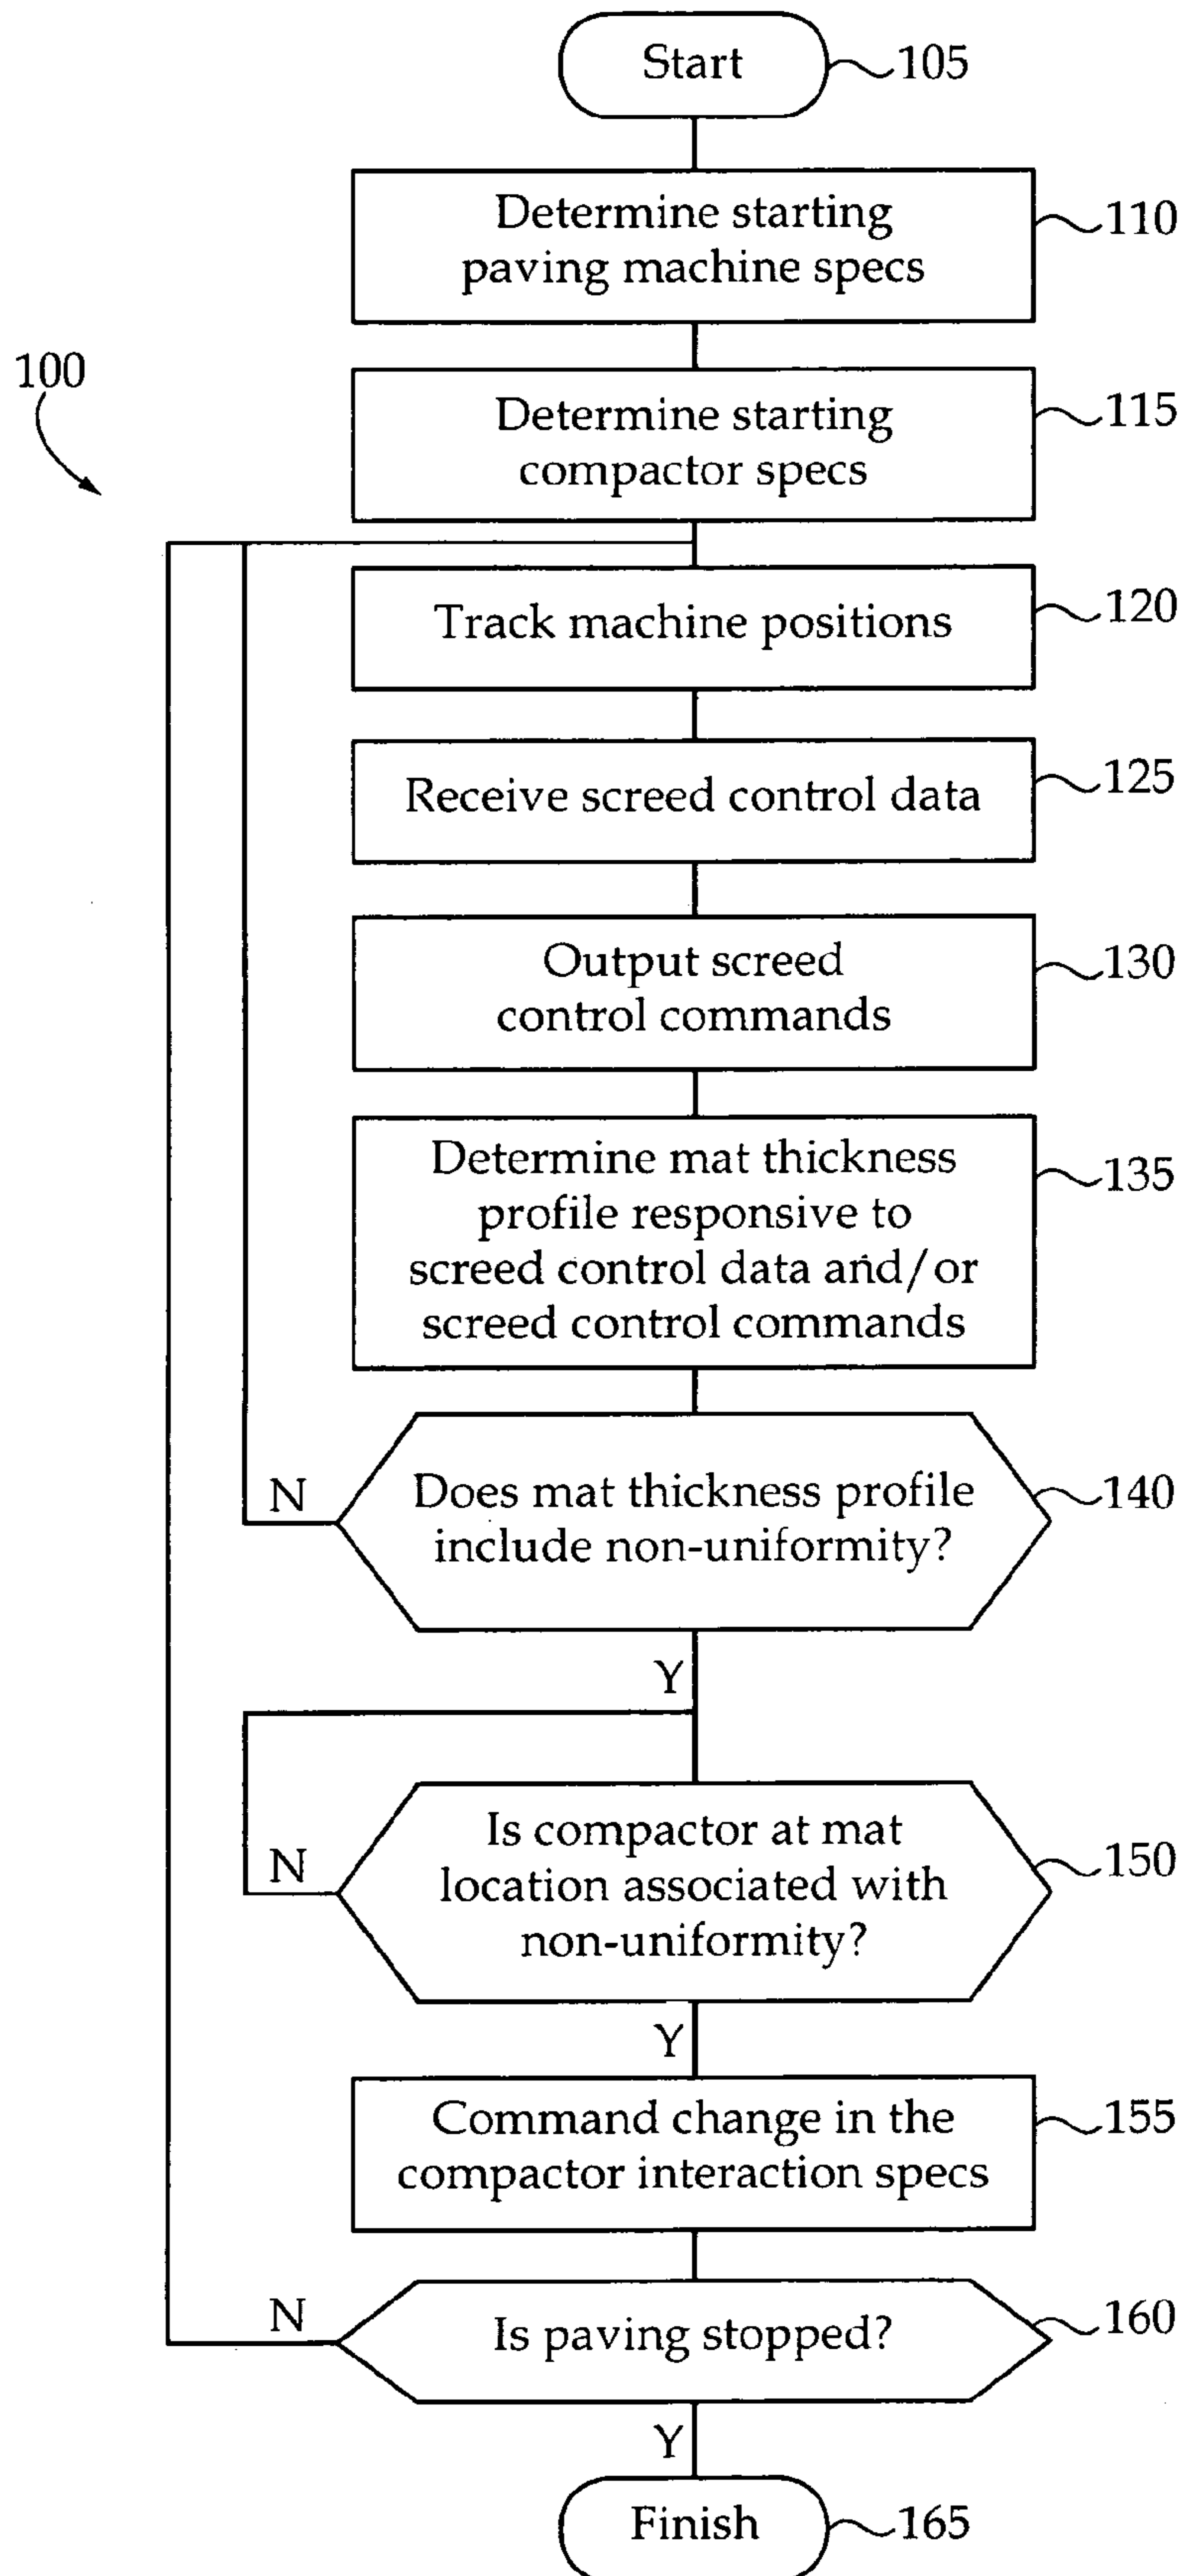 Start
105
Determine starting
paving machine specs
110
100
Determine starting
compactor specs
115
Track machine positions
120
Receive screed control data
125
Output screed
control commands
130
Determine mat thickness
profile responsive to
screed control data and/or
screed control commands
135
Does mat thickness profile
include non-uniformity?
140
N
Y
Is compactor at mat
location associated with
non-uniformity?
150
N
Y
Command change in the
compactor interaction specs
155
Is paving stopped?
160
N
Y
Finish
165